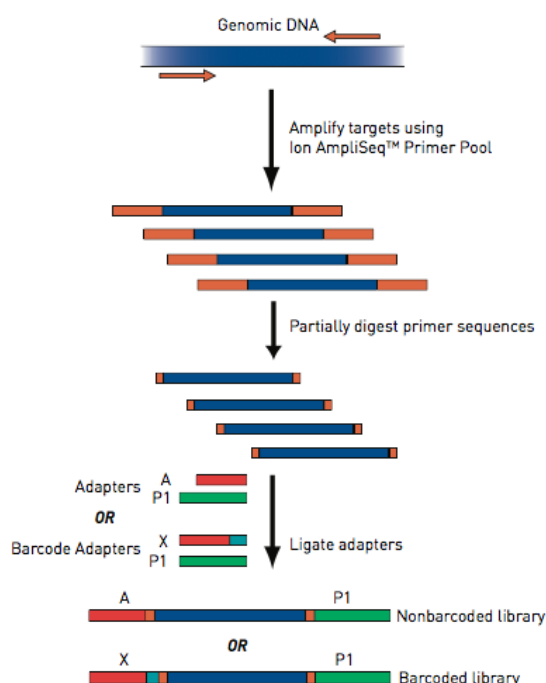 Genomic DNA
Amplify targets using
Ion AmpliSeq™ Primer Pool
Partially digest primer sequences
Adapters
A
P1
OR
Barcode Adapters
X
P1
Ligate adapters
A
P1
Nonbarcoded library
OR
X
P1
Barcoded library